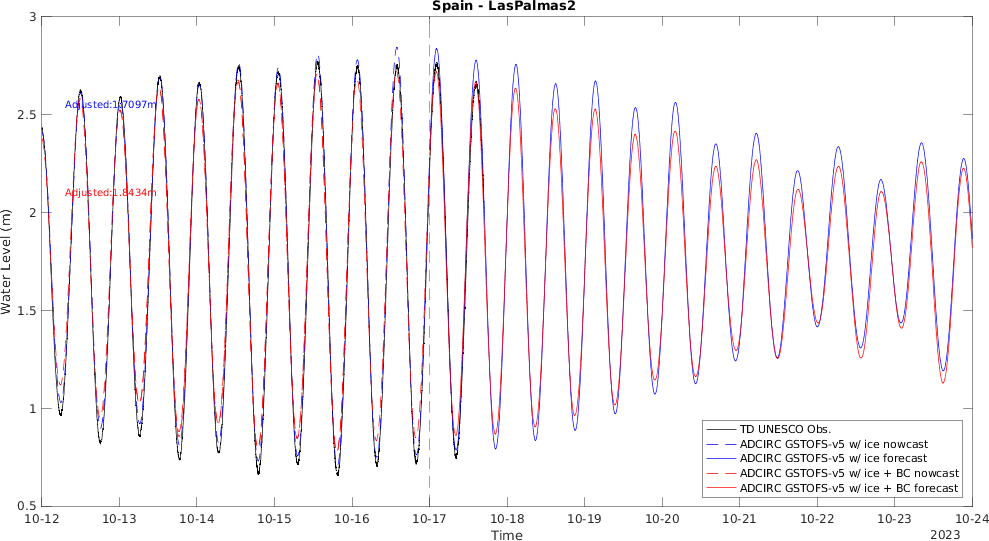 Spain - LasPalmas2
3
2.5
2
1.5
1
0.5
Water Level (m)
Adjusted:1.7097m
Adjusted:1.8434m
TD UNESCO Obs.
ADCIRC GSTOFS-v5 w/ ice nowcast
ADCIRC GSTOFS-v5 w/ ice forecast
ADCIRC GSTOFS-v5 w/ ice + BC nowcast
ADCIRC GSTOFS-v5 w/ ice + BC forecast
10-12 10-13 10-14 10-15 10-16 10-17 10-18 10-19 10-20 10-21 10-22 10-23 10-24
Time
2023